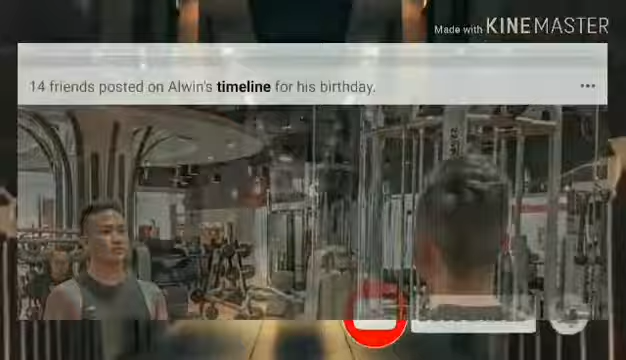 Made with KINEMASTER
14 friends posted on Alwin's timeline for his birthday.